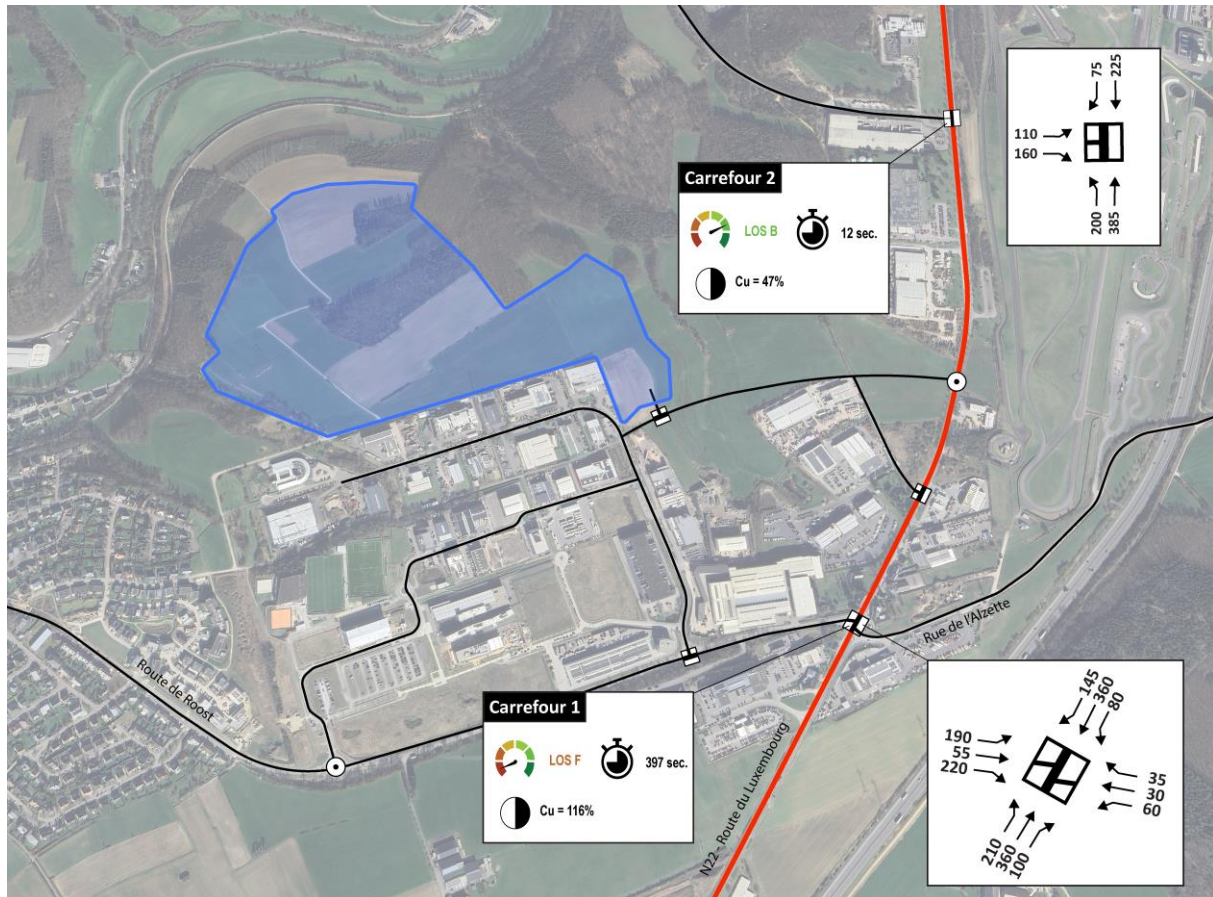 75
225
110
160
200
385
Carrefour 2
LOS B
12 sec.
Cu = 47%
Rue de l'Alzette
Route de Roost
N22 - Route du Luxembourg
Carrefour 1
LOS F
397 sec.
Cu = 116%
145
360
80
190
55
220
35
30
60
210
360
100